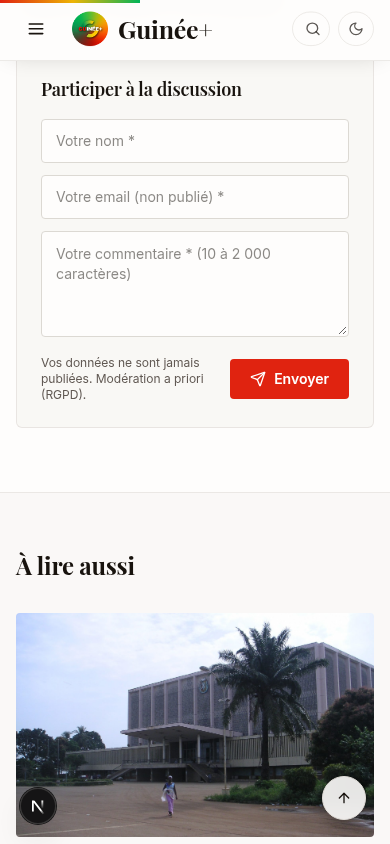 Guinée+
Participer à la discussion
Votre nom *
Votre email (non publié) *
Votre commentaire * (10 à 2 000
caractères)
Vos données ne sont jamais
publiées. Modération a priori
(RGPD).
Envoyer
À lire aussi
N